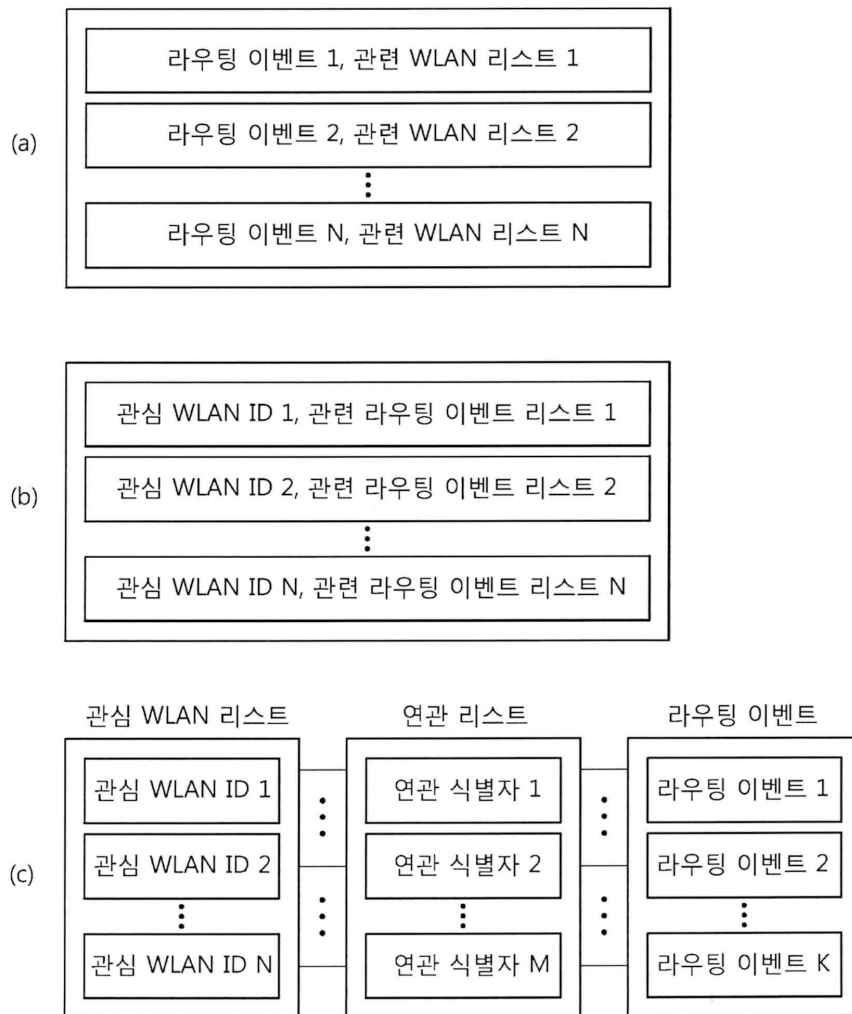 (a)
라우팅 이벤트 1, 관련 WLAN 리스트 1
라우팅 이벤트 2, 관련 WLAN 리스트 2
라우팅 이벤트 N, 관련 WLAN 리스트 N
(b)
관심 WLAN ID 1, 관련 라우팅 이벤트 리스트 1
관심 WLAN ID 2, 관련 라우팅 이벤트 리스트 2
관심 WLAN ID N, 관련 라우팅 이벤트 리스트 N
(c)
관심 WLAN 리스트
관심 WLAN ID 1
관심 WLAN ID 2
관심 WLAN ID N
연관 리스트
연관 식별자 1
연관 식별자 2
연관 식별자 M
라우팅 이벤트
라우팅 이벤트 1
라우팅 이벤트 2
라우팅 이벤트 K